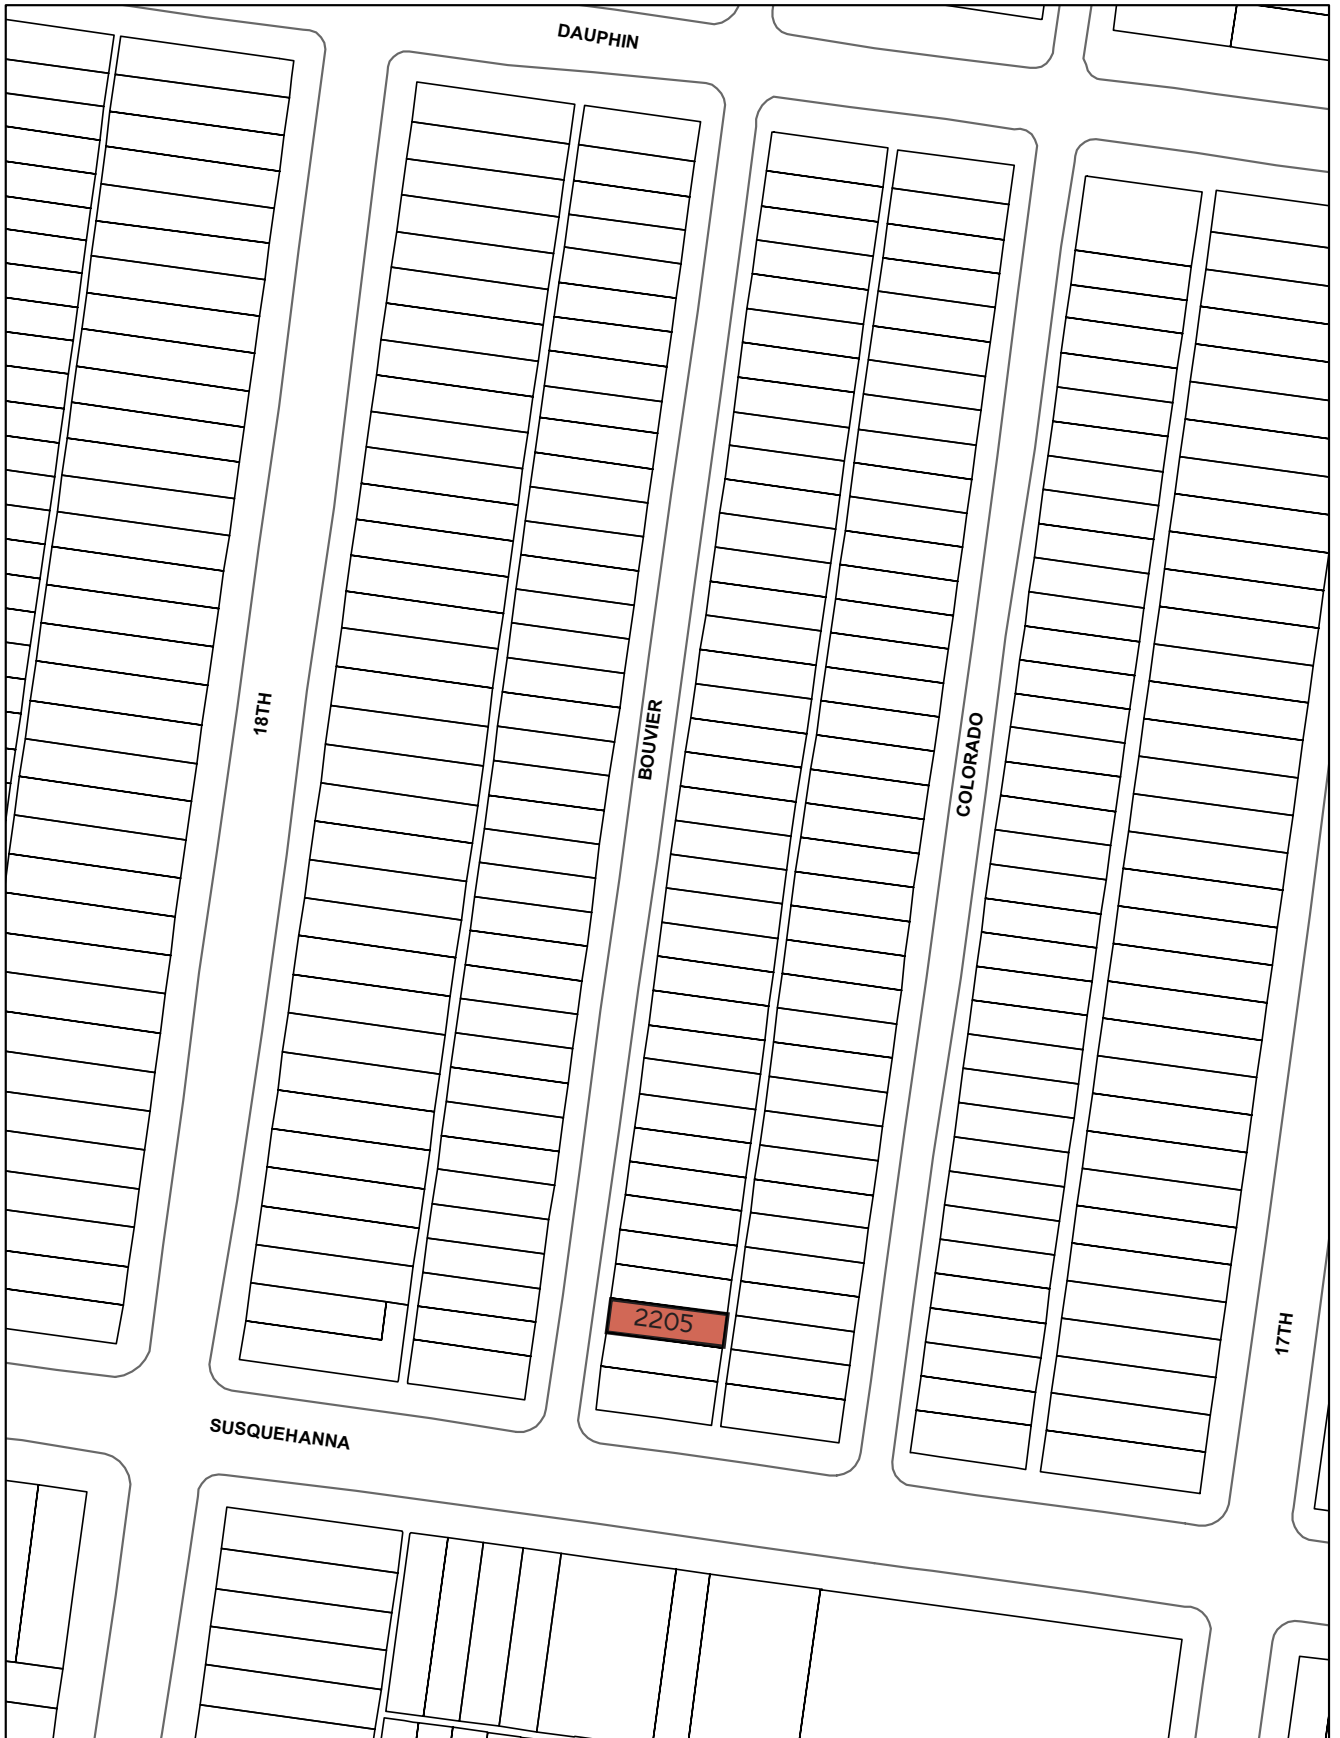 DAUPHIN
18TH
BOUVIER
COLORADO
2205
17TH
SUSQUEHANNA